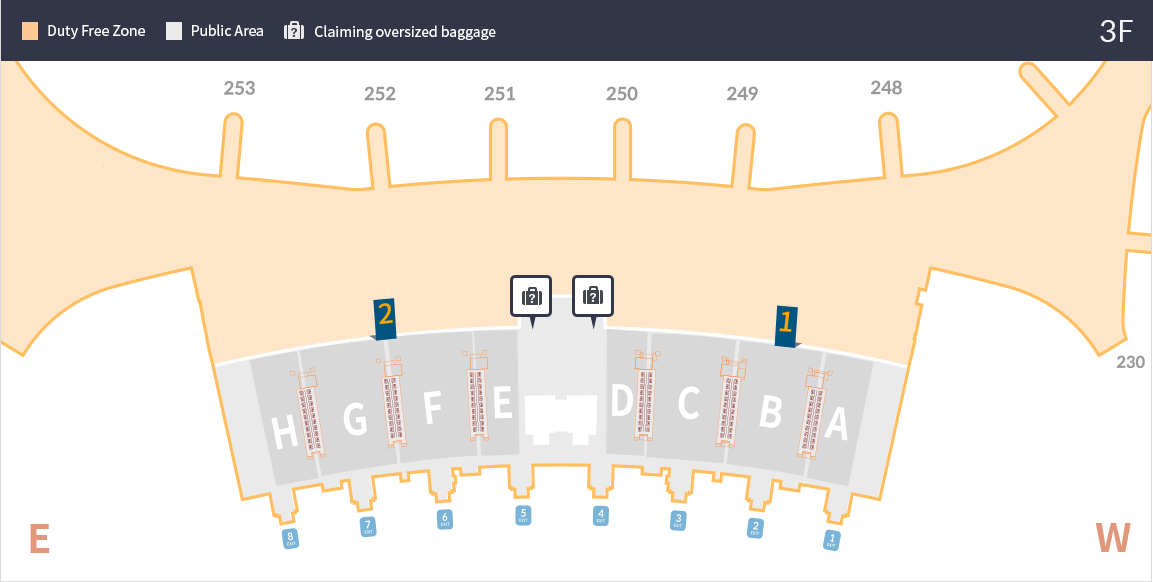 Duty Free Zone
Public Area
Claiming oversized baggage
3F
253
252
251
250
249
248
?
?
2
1
230
H
G
F
E
D
C
B
A
8
EXIT
7
EXIT
6
EXIT
5
EXIT
4
EXIT
3
EXIT
2
EXIT
1
EXIT
E
W